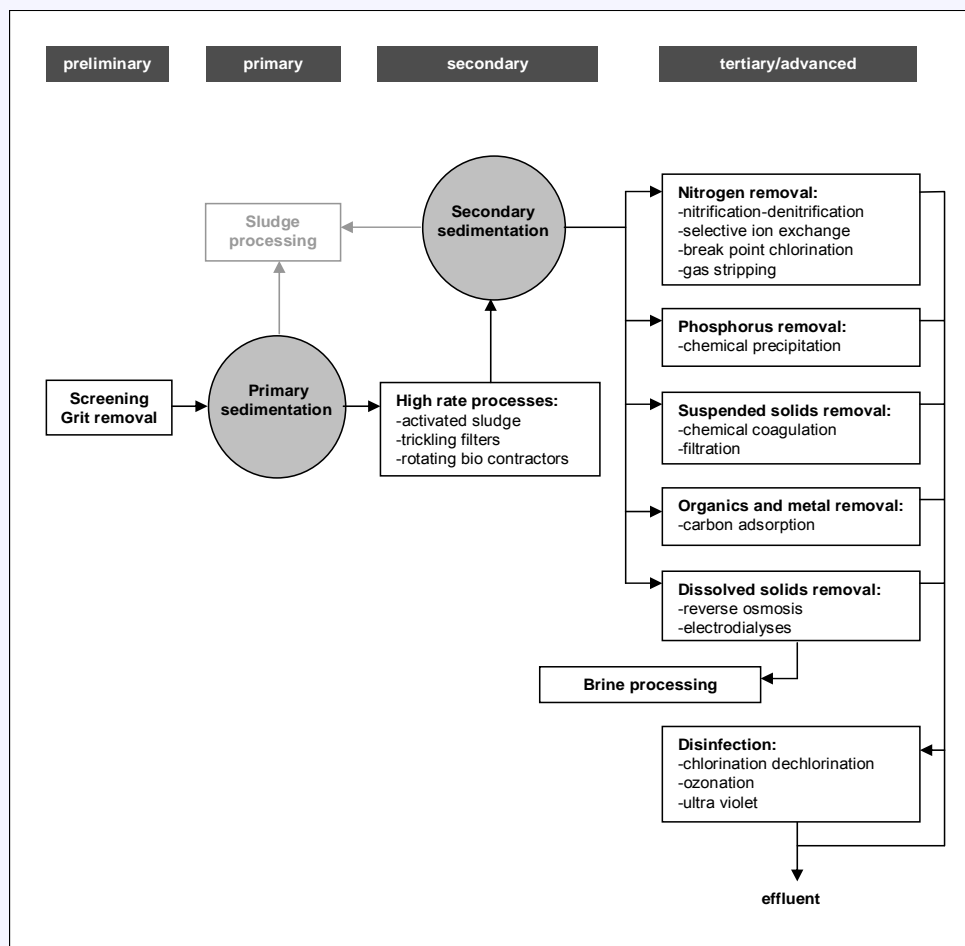 preliminary
primary
secondary
tertiary/advanced
Sludge
processing
Secondary
sedimentation
Nitrogen removal:
-nitrification-denitrification
-selective ion exchange
-break point chlorination
-gas stripping
Phosphorus removal:
-chemical precipitation
Screening
Grit removal
Primary
sedimentation
High rate processes:
-activated sludge
-trickling filters
-rotating bio contractors
Suspended solids removal:
-chemical coagulation
-filtration
Organics and metal removal:
-carbon adsorption
Dissolved solids removal:
-reverse osmosis
-electrodialyses
Brine processing
Disinfection:
-chlorination dechlorination
-ozonation
-ultra violet
effluent